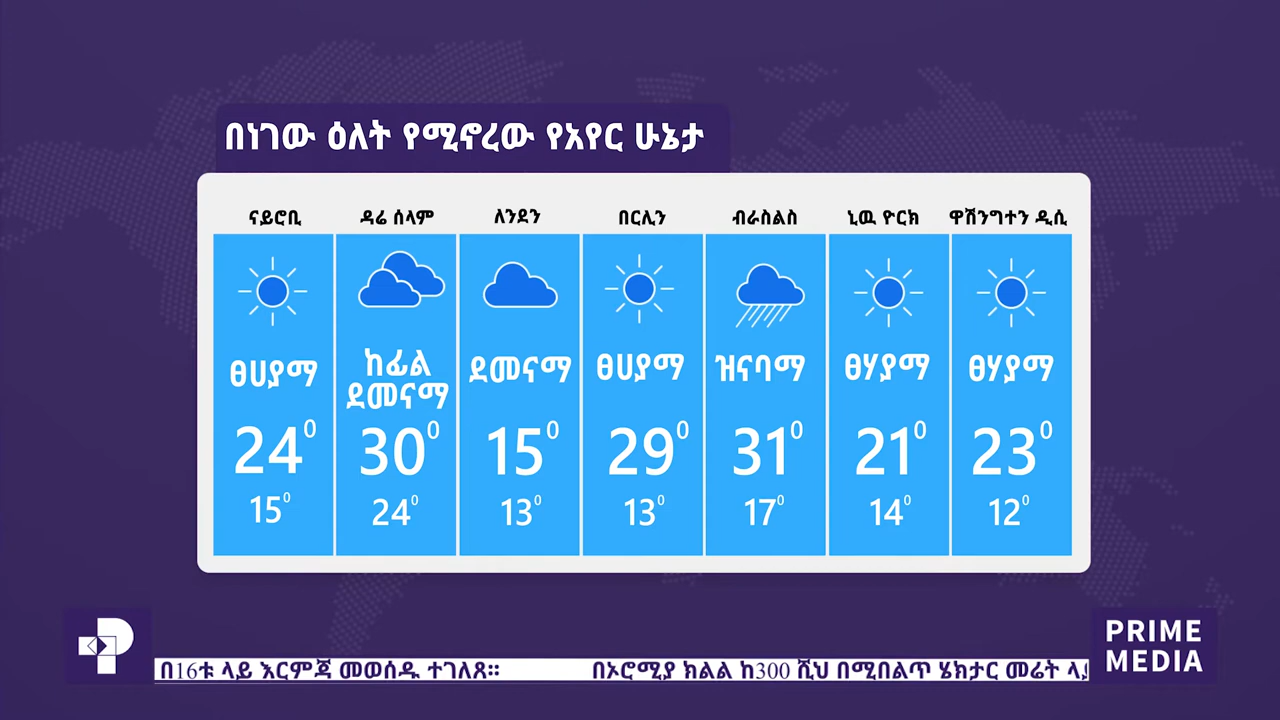 በነገው ዕለት የሚኖረው የአየር ሁኔታ
ናይሮቢ ዳሬ ሰላም ለንደን በርሊን ብራስልስ ኒዉ ዮርክ ዋሽንግተን ዲሲ
ፀሀያማ ከፊል ደመናማ ደመናማ ፀሀያማ ዝናባማ ፀሃያማ ፀሃያማ
24⁰ 30⁰ 15⁰ 29⁰ 31⁰ 21⁰ 23⁰
15⁰ 24⁰ 13⁰ 13⁰ 17⁰ 14⁰ 12⁰
PRIME
MEDIA
በ16ቱ ላይ እርምጃ መወሰዱ ተገለጸ። በኦሮሚያ ክልል ከ300 ሺህ በሚበልጥ ሄክታር መሬት